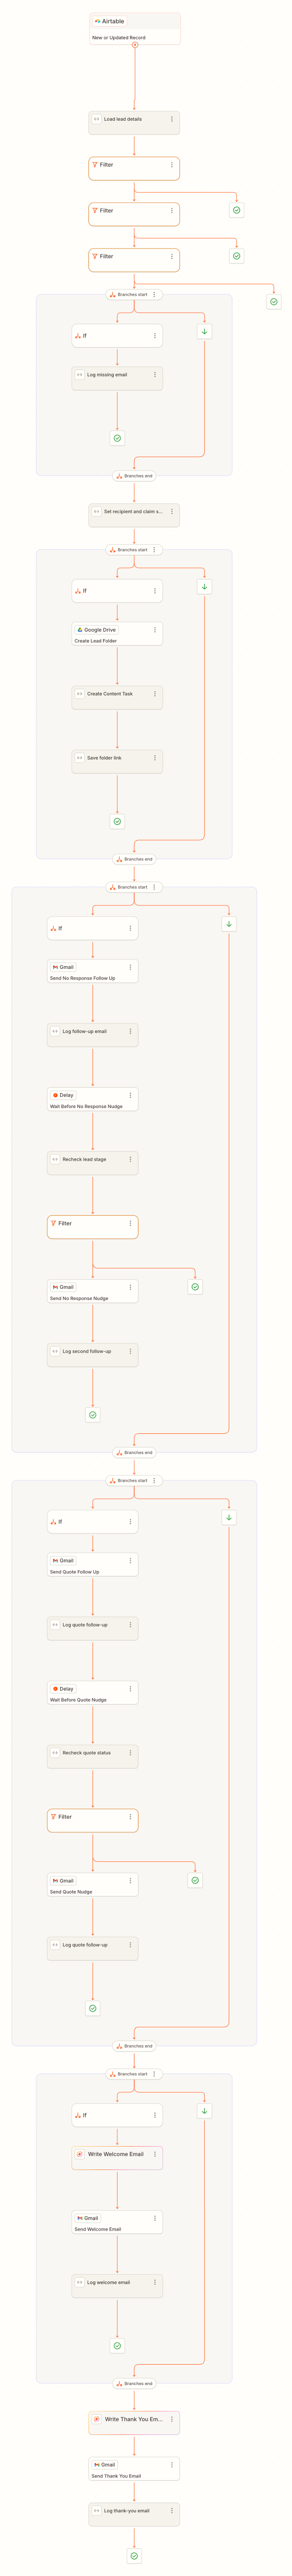 Airtable
New or Updated Record
Load lead details
Filter
Filter
Filter
Branches start
If
Log missing email
Branches end
Set recipient and claim s...
Branches start
If
Google Drive
Create Lead Folder
Create Content Task
Save folder link
Branches end
Branches start
If
Gmail
Send No Response Follow Up
Log follow-up email
Delay
Wait Before No Response Nudge
Recheck lead stage
Filter
Gmail
Send No Response Nudge
Log second follow-up
Branches end
Branches start
If
Gmail
Send Quote Follow Up
Log quote follow-up
Delay
Wait Before Quote Nudge
Recheck quote status
Filter
Gmail
Send Quote Nudge
Log quote follow-up
Branches end
Branches start
If
Write Welcome Email
Gmail
Send Welcome Email
Log welcome email
Branches end
Write Thank You Em...
Gmail
Send Thank You Email
Log thank-you email